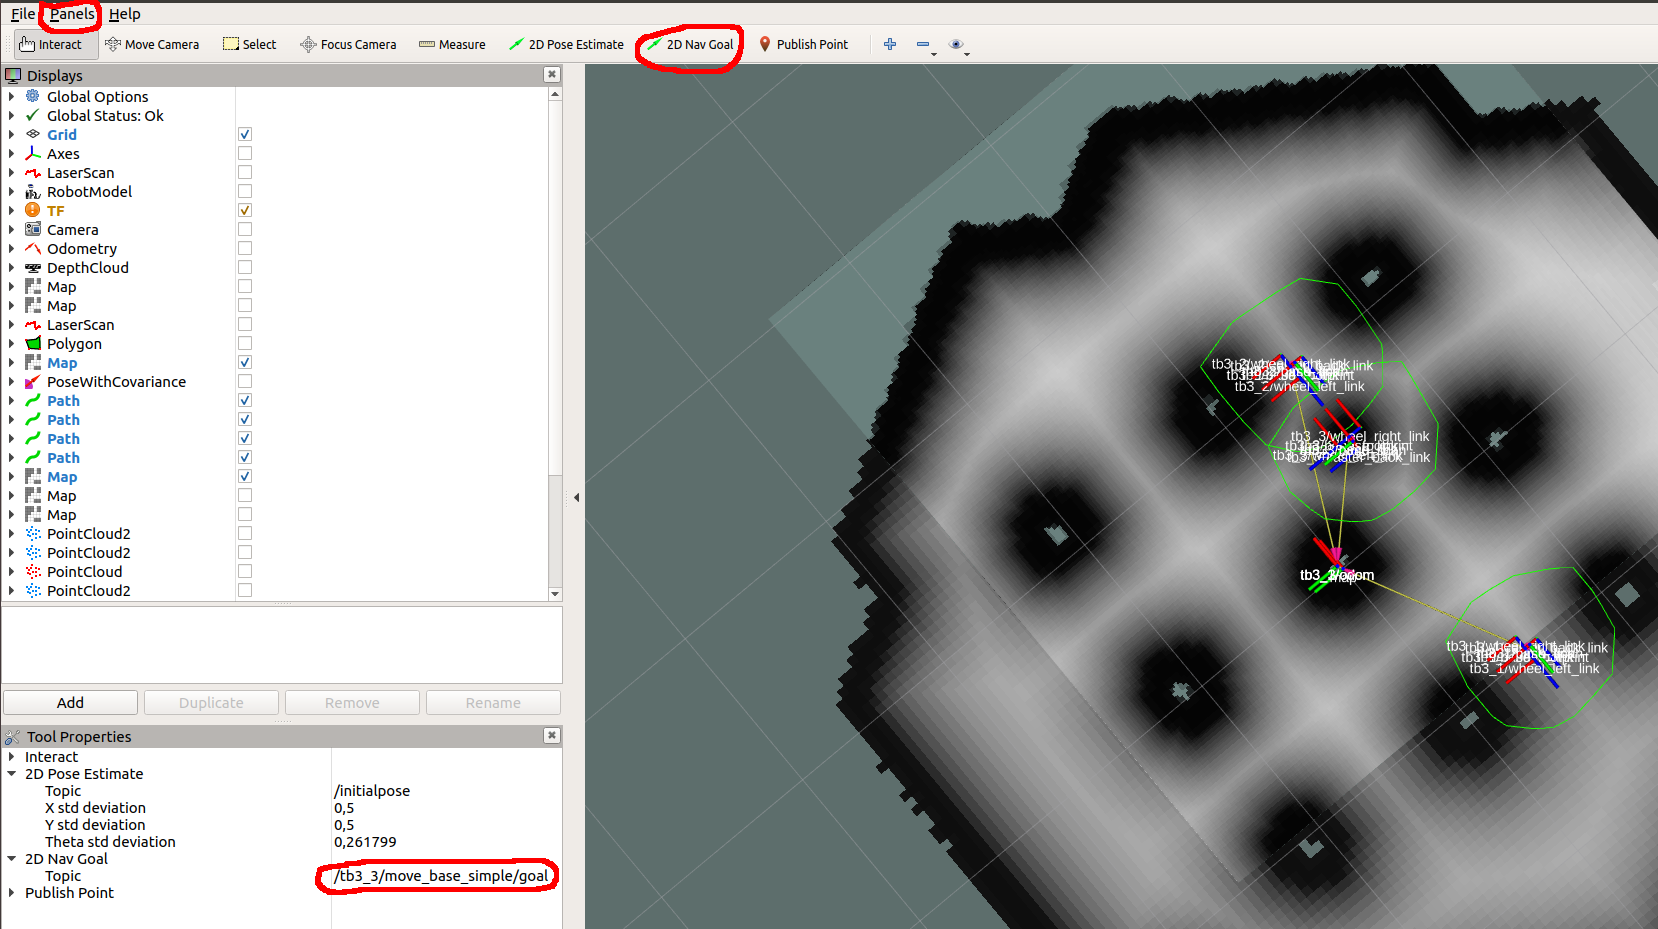 File Panels Help
Interact Move Camera Select Focus Camera Measure 2D Pose Estimate 2D Nav Goal Publish Point
Displays
Global Options
Global Status: Ok
Grid
Axes
LaserScan
RobotModel
TF
Camera
Odometry
DepthCloud
Map
Map
LaserScan
Polygon
Map
PoseWithCovariance
Path
Path
Path
Path
Map
Map
Map
PointCloud2
PointCloud2
PointCloud
PointCloud2
Add Duplicate Remove Rename
Tool Properties
Interact
2D Pose Estimate
Topic /initialpose
X std deviation 0,5
Y std deviation 0,5
Theta std deviation 0,261799
2D Nav Goal
Topic /tb3_3/move_base_simple/goal
Publish Point
tb3_2/wheel_left_link
tb3_3/wheel_right_link
map
tb3_1/wheel_left_link